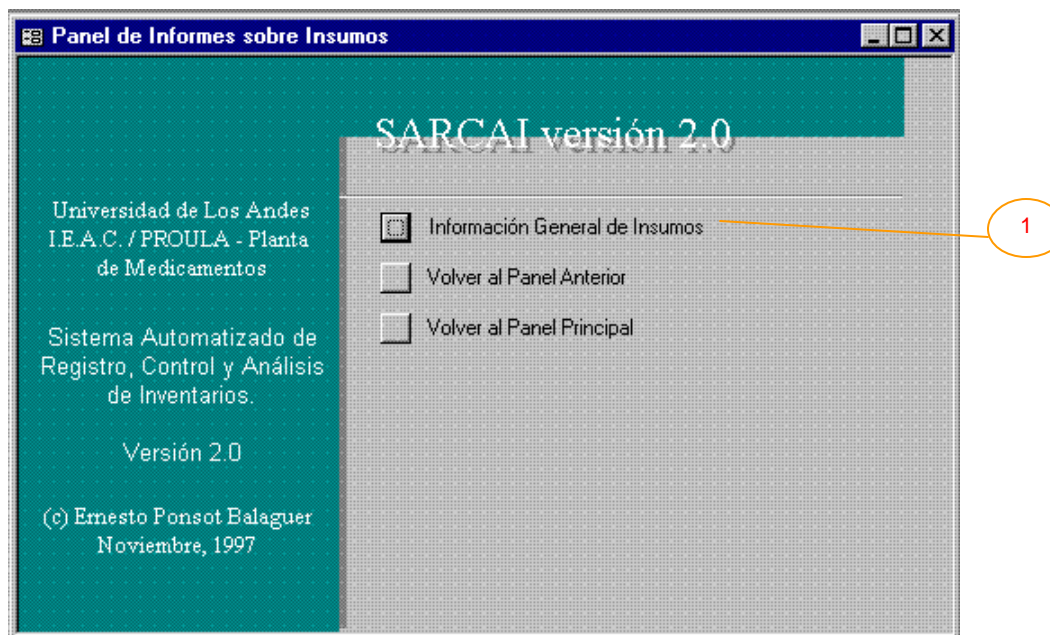 Panel de Informes sobre Insumos
SARCAI versión 2.0
Universidad de Los Andes
I.E.A.C. / PROULA - Planta
de Medicamentos
Sistema Automatizado de
Registro, Control y Análisis
de Inventarios.
Versión 2.0
(c) Ernesto Ponsot Balaguer
Noviembre, 1997
Información General de Insumos
Volver al Panel Anterior
Volver al Panel Principal
1